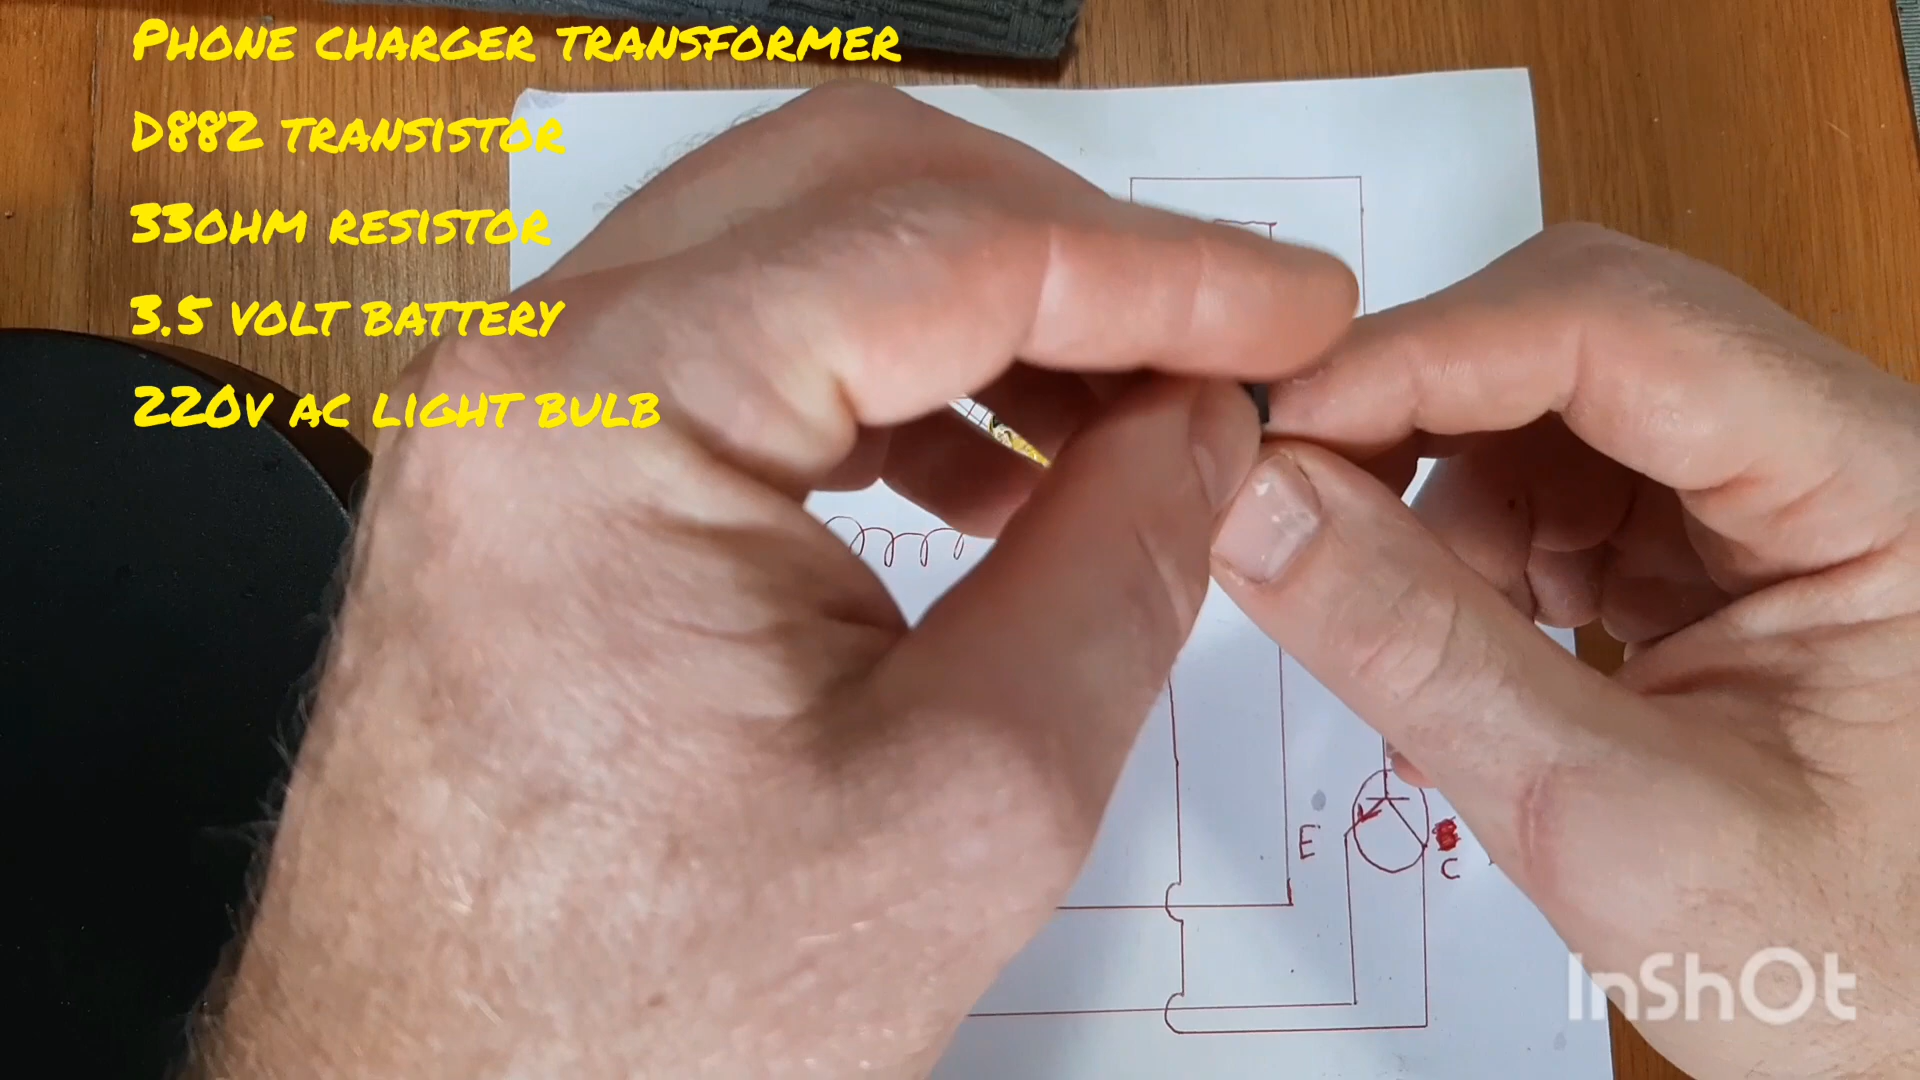 Phone charger transformer
D882 transistor
33ohm resistor
3.5 volt battery
220v ac light bulb
E
C
InShOt